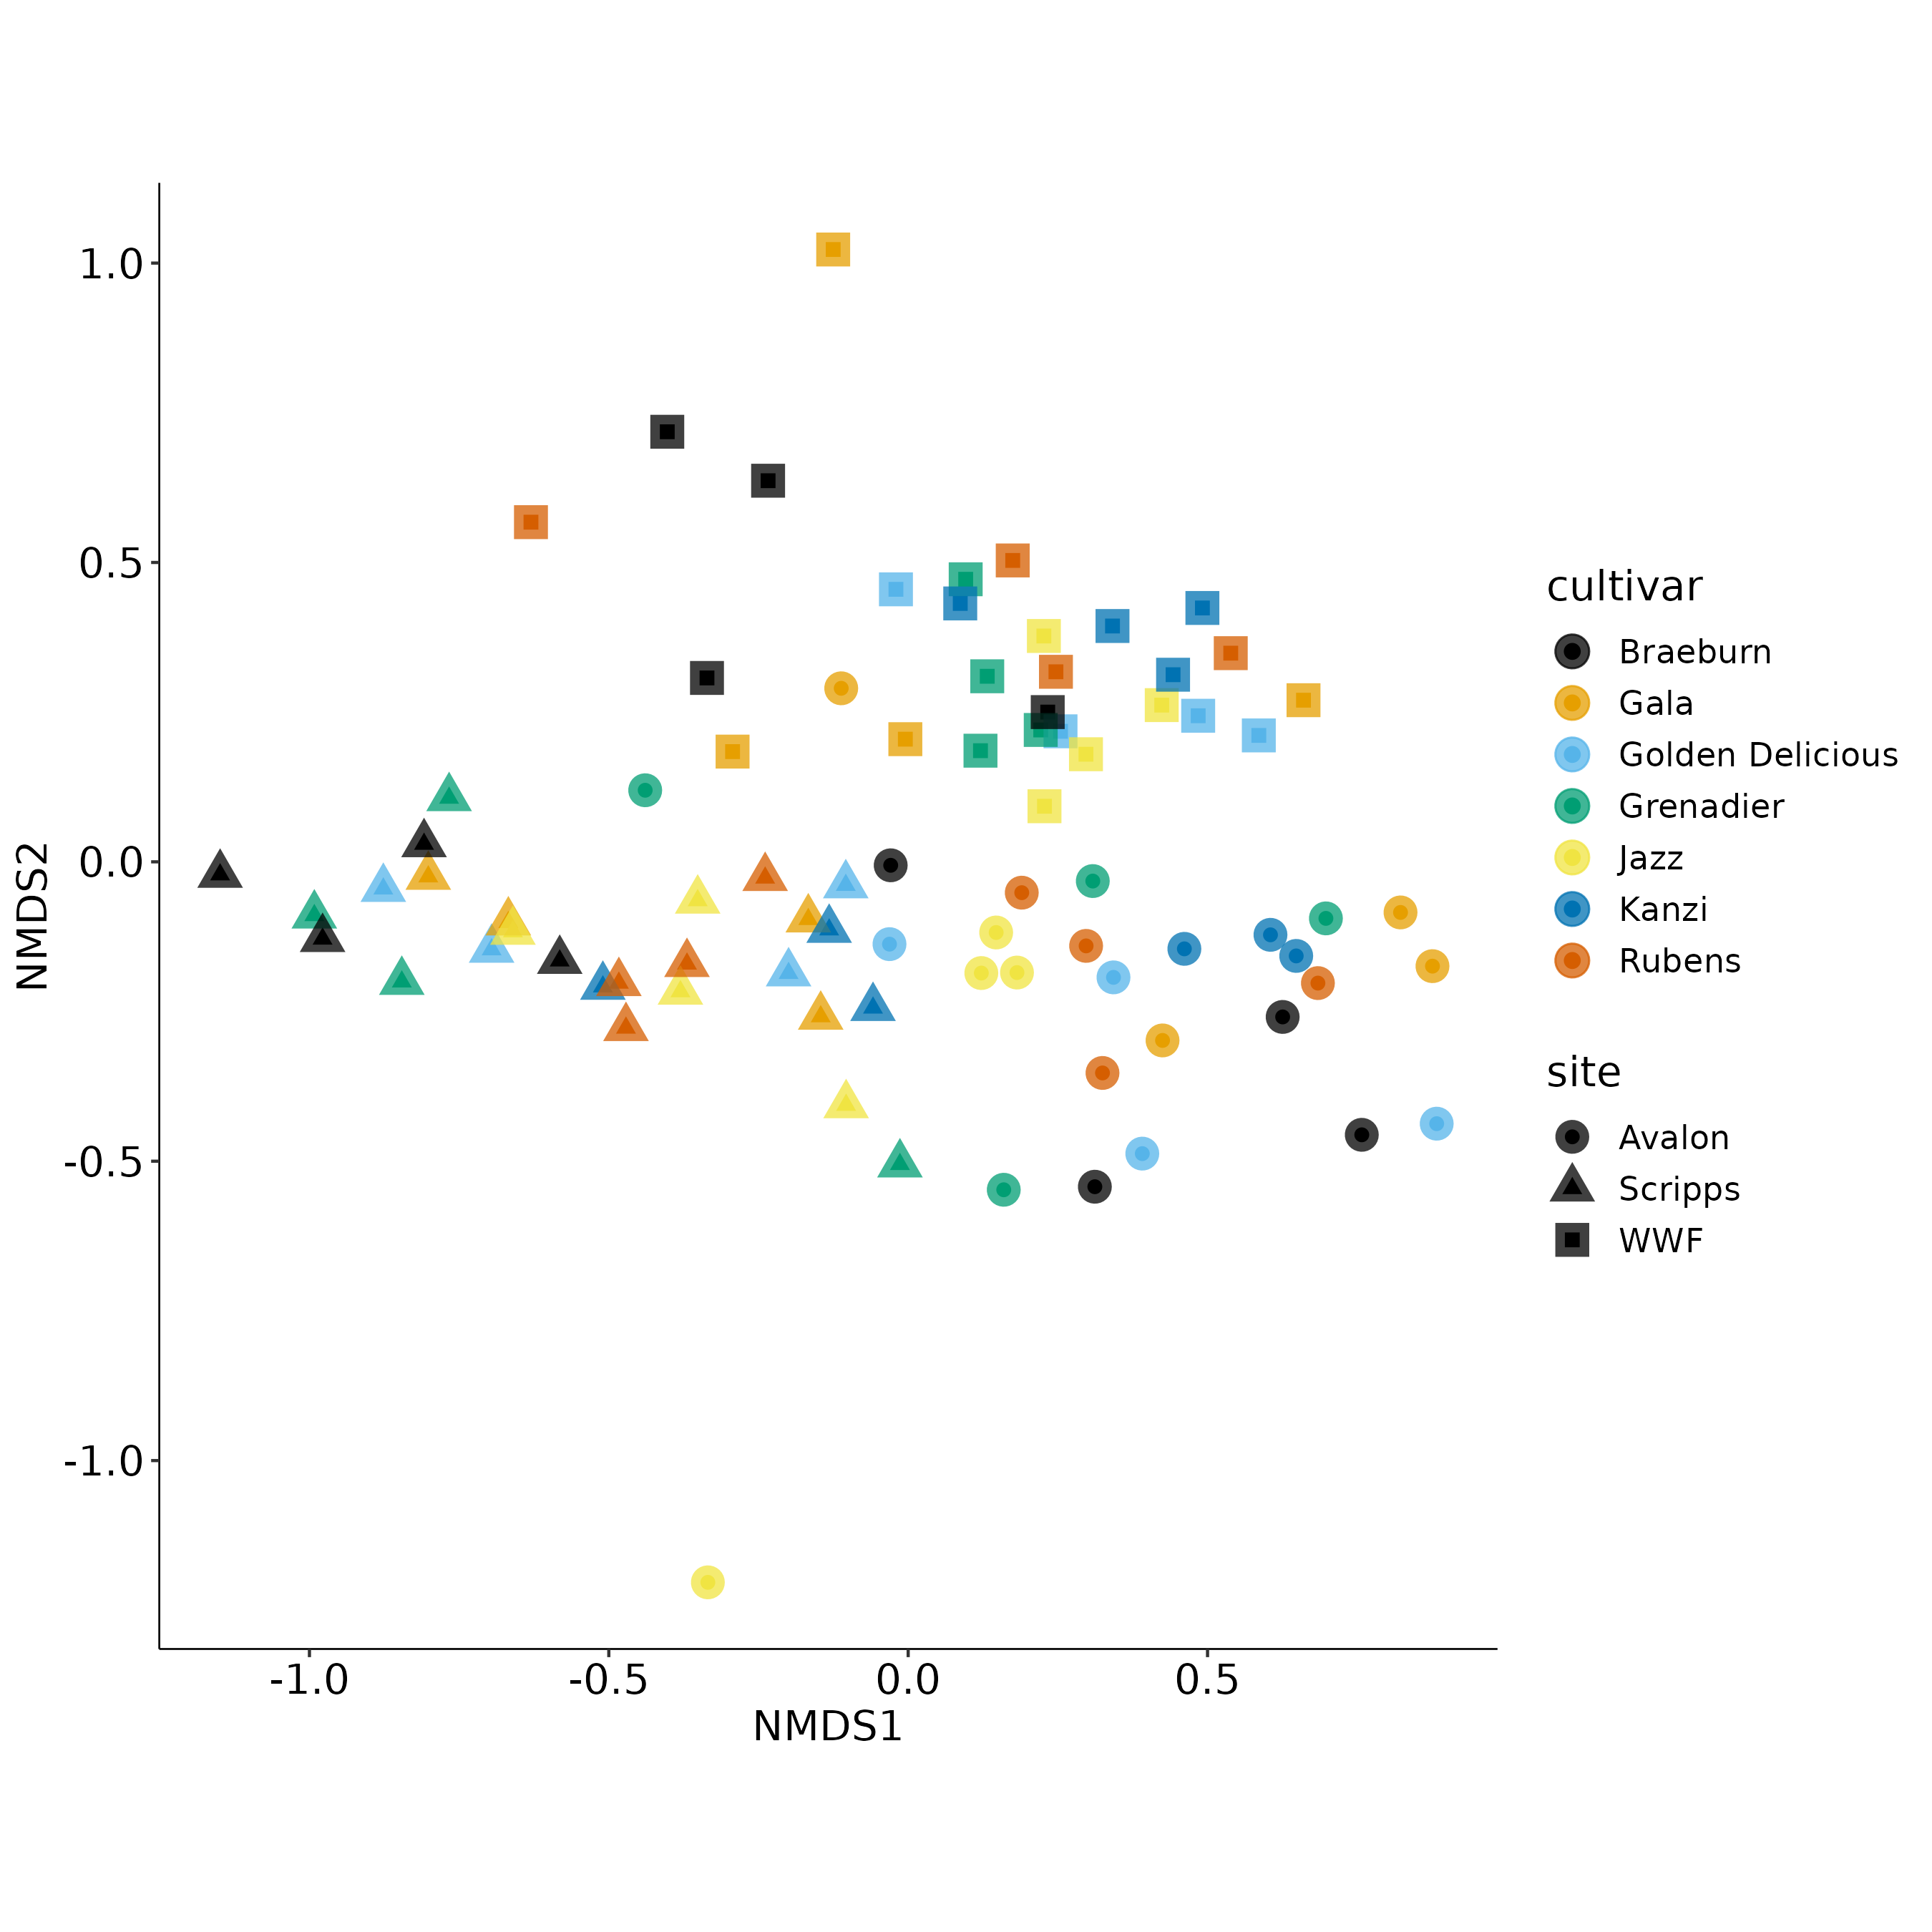 1.0
0.5
0.0
-0.5
-1.0
NMDS2
-1.0 -0.5 0.0 0.5
NMDS1
cultivar
Braeburn
Gala
Golden Delicious
Grenadier
Jazz
Kanzi
Rubens
site
Avalon
Scripps
WWF